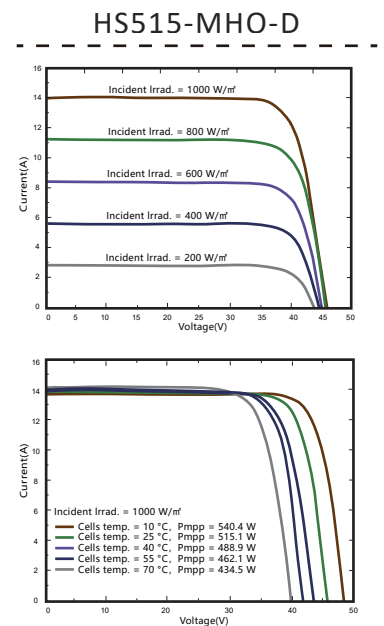 HS515-MHO-D
16
14
12
10
8
6
4
2
0
Current(A)
Incident Irrad. = 1000 W/㎡
Incident Irrad. = 800 W/㎡
Incident Irrad. = 600 W/㎡
Incident Irrad. = 400 W/㎡
Incident Irrad. = 200 W/㎡
0 5 10 15 20 25 30 35 40 45 50
Voltage(V)
16
14
12
10
8
6
4
2
0
Current(A)
Incident Irrad. = 1000 W/㎡
Cells temp. = 10 °C, Pmpp = 540.4 W
Cells temp. = 25 °C, Pmpp = 515.1 W
Cells temp. = 40 °C, Pmpp = 488.9 W
Cells temp. = 55 °C, Pmpp = 462.1 W
Cells temp. = 70 °C, Pmpp = 434.5 W
0 10 20 30 40 50
Voltage(V)